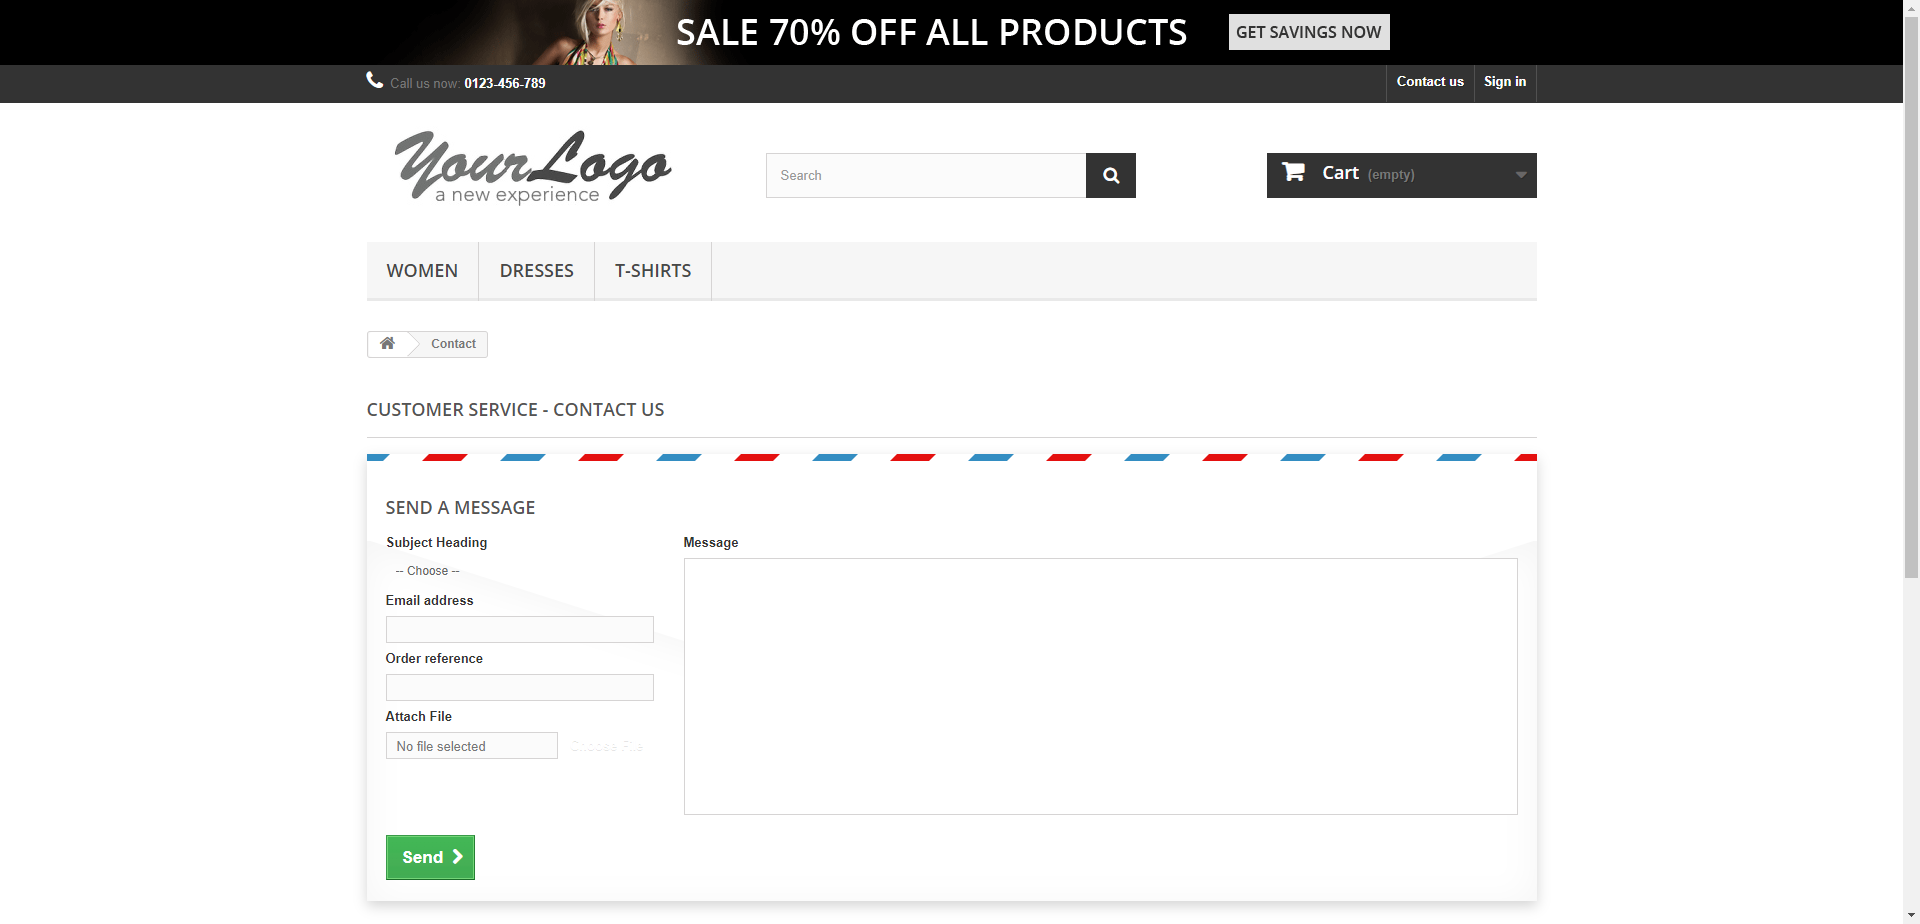 SALE 70% OFF ALL PRODUCTS
GET SAVINGS NOW
Call us now: 0123-456-789
Contact us
Sign in
YourLogo
a new experience
Search
Cart (empty)
WOMEN
DRESSES
T-SHIRTS
Contact
CUSTOMER SERVICE - CONTACT US
SEND A MESSAGE
Subject Heading
-- Choose --
Email address
Order reference
Attach File
No file selected
Choose File
Message
Send